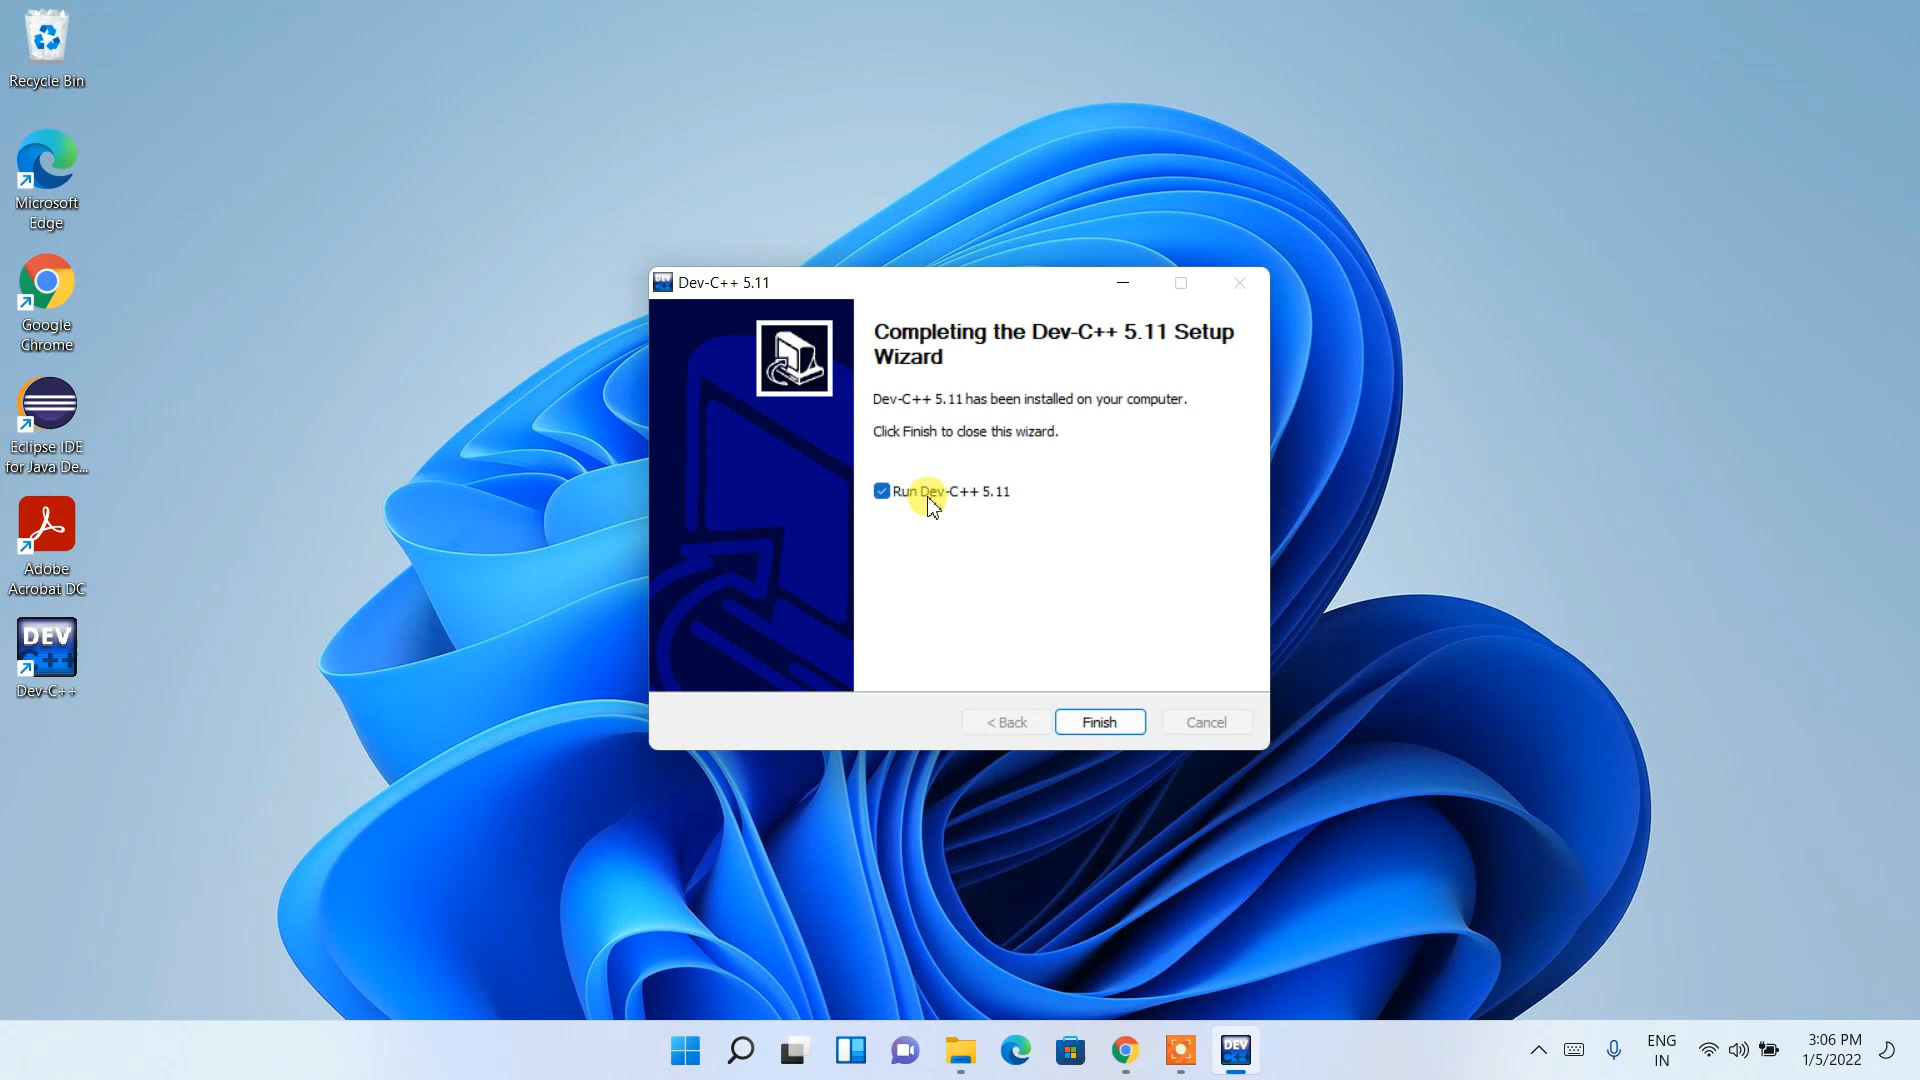 Recycle Bin
Microsoft
Edge
Google
Chrome
Eclipse IDE
for Java De...
Adobe
Acrobat DC
DEV
C++
Dev-C++
Dev-C++ 5.11
Completing the Dev-C++ 5.11 Setup
Wizard
Dev-C++ 5.11 has been installed on your computer.
Click Finish to close this wizard.
Run Dev-C++ 5.11
< Back
Finish
Cancel
DEV
C++
ENG
IN
3:06 PM
1/5/2022